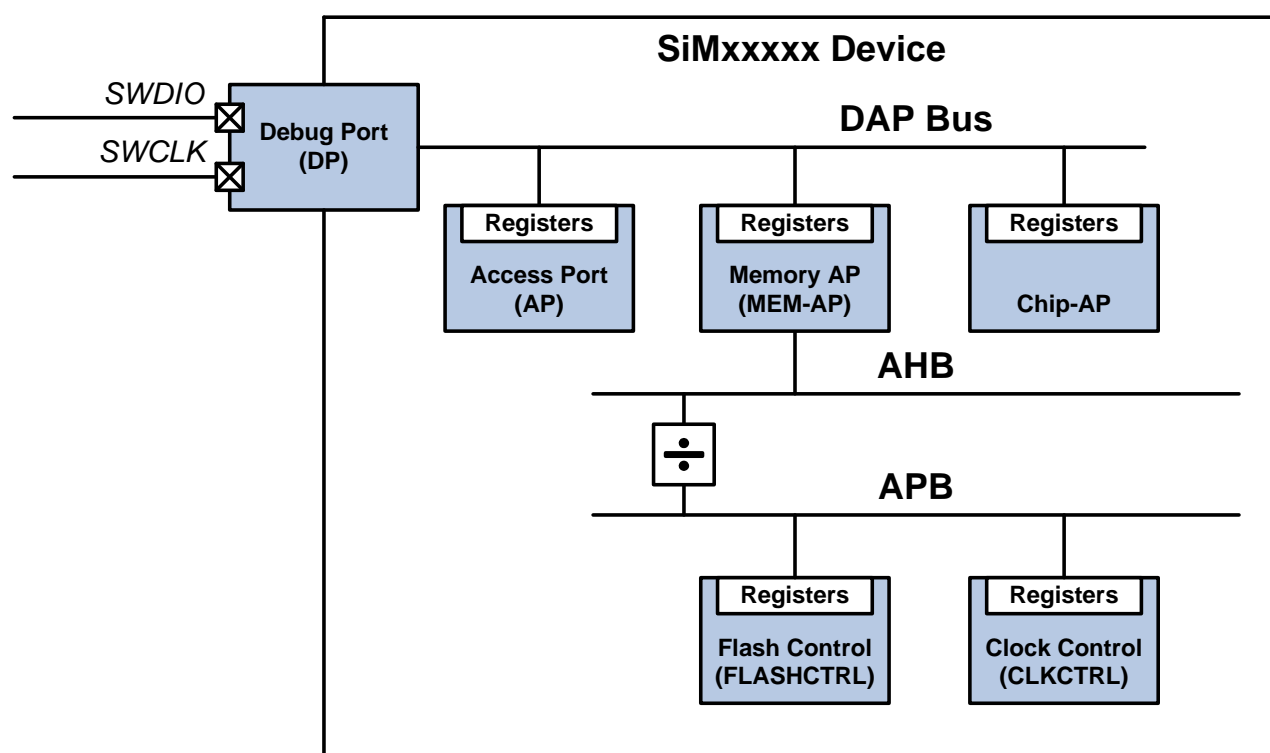 SiMxxxxx Device
SWDIO
SWCLK
Debug Port
(DP)
DAP Bus
Registers
Access Port
(AP)
Registers
Memory AP
(MEM-AP)
Registers
Chip-AP
AHB
÷
APB
Registers
Flash Control
(FLASHCTRL)
Registers
Clock Control
(CLKCTRL)